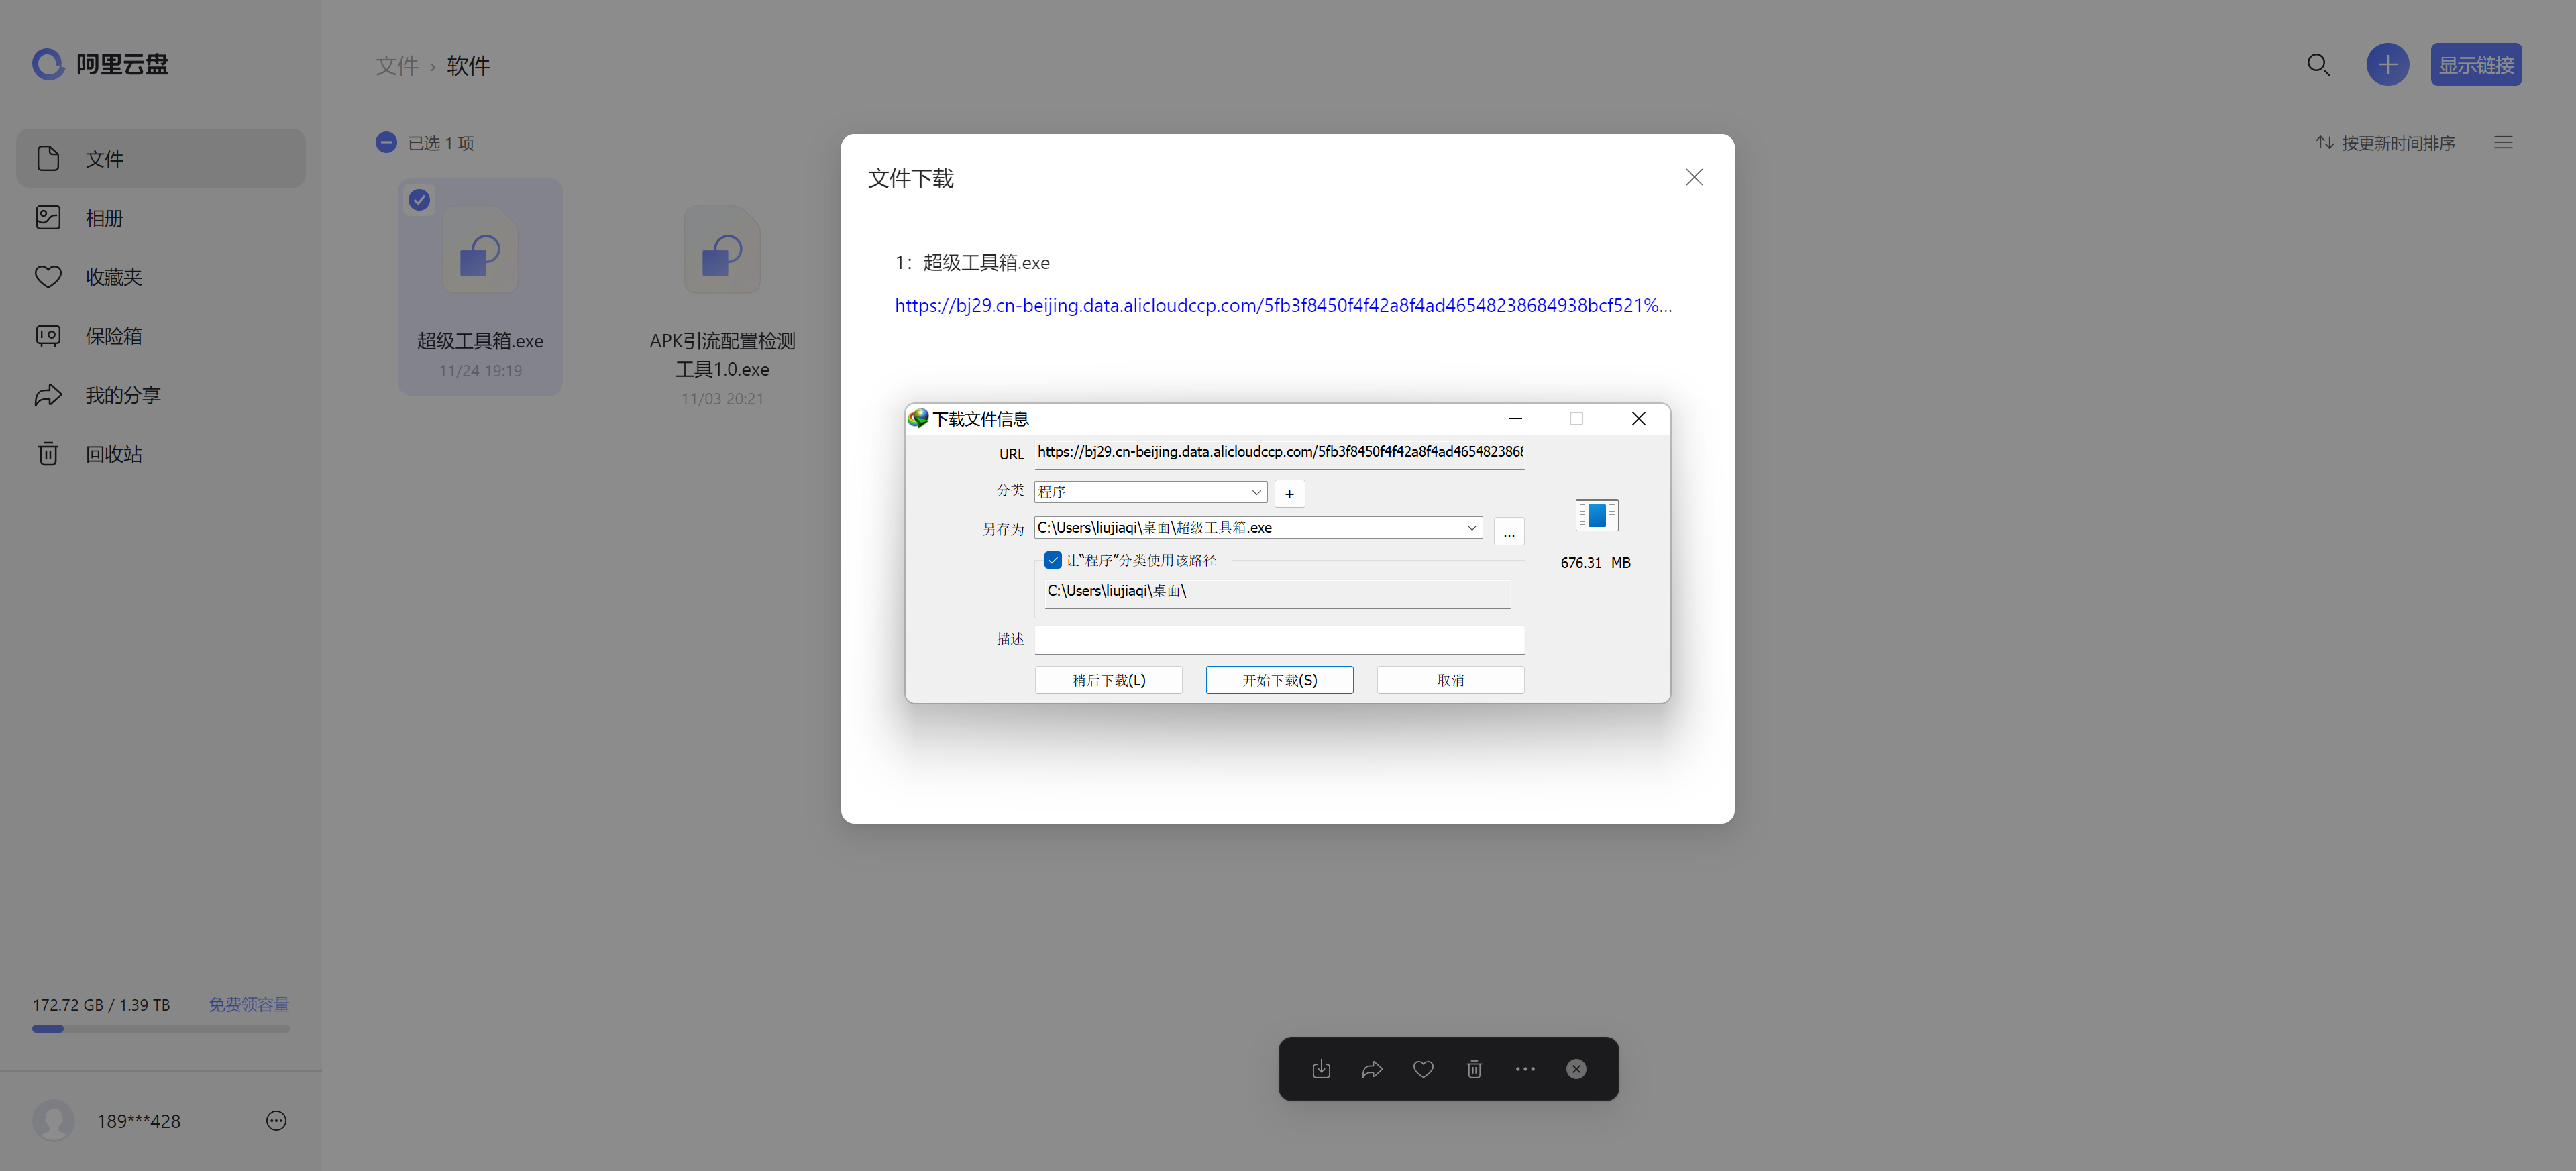 阿里云盘
文件 › 软件
显示链接
文件
相册
收藏夹
保险箱
我的分享
回收站
已选 1 项
按更新时间排序
超级工具箱.exe
11/24 19:19
APK引流配置检测
工具1.0.exe
11/03 20:21
文件下载
1：超级工具箱.exe
https://bj29.cn-beijing.data.alicloudccp.com/5fb3f8450f4f42a8f4ad46548238684938bcf521%...
下载文件信息
URL https://bj29.cn-beijing.data.alicloudccp.com/5fb3f8450f4f42a8f4ad4654823868
分类 程序 +
另存为 C:\Users\liujiaqi\桌面\超级工具箱.exe ...
676.31 MB
让“程序”分类使用该路径
C:\Users\liujiaqi\桌面\
描述
稍后下载(L) 开始下载(S) 取消
172.72 GB / 1.39 TB 免费领容量
189***428